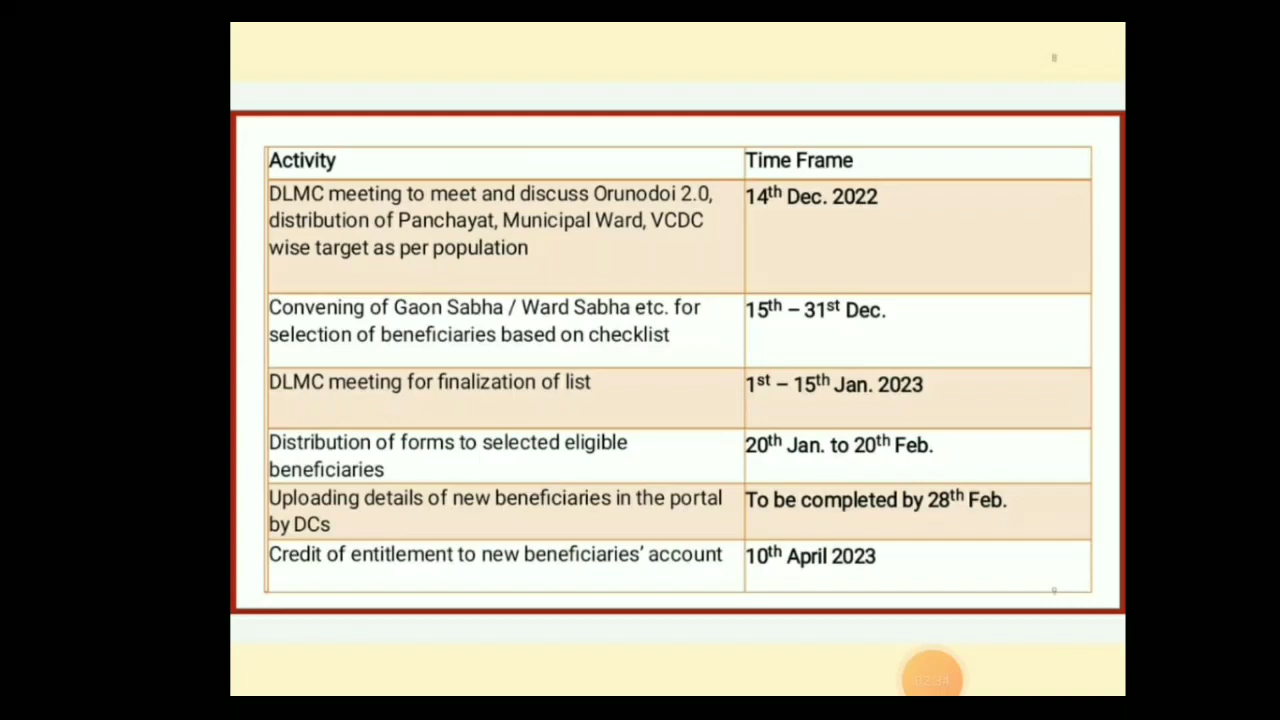 8
Activity
Time Frame
DLMC meeting to meet and discuss Orunodoi 2.0,
distribution of Panchayat, Municipal Ward, VCDC
wise target as per population
14th Dec. 2022
Convening of Gaon Sabha / Ward Sabha etc. for
selection of beneficiaries based on checklist
15th – 31st Dec.
DLMC meeting for finalization of list
1st – 15th Jan. 2023
Distribution of forms to selected eligible
beneficiaries
20th Jan. to 20th Feb.
Uploading details of new beneficiaries in the portal
by DCs
To be completed by 28th Feb.
Credit of entitlement to new beneficiaries’ account
10th April 2023
9